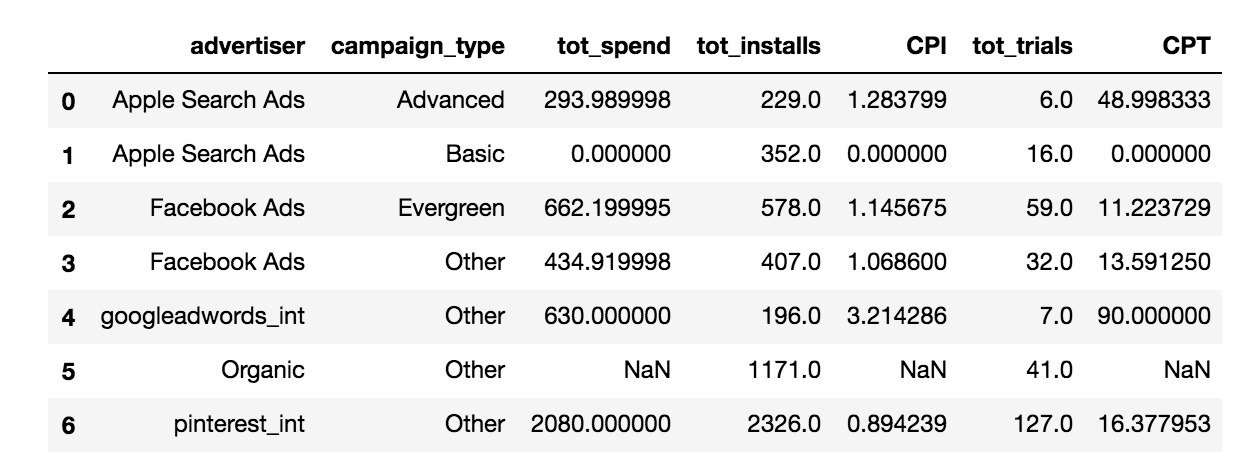 advertiser campaign_type tot_spend tot_installs CPI tot_trials CPT
0 Apple Search Ads Advanced 293.989998 229.0 1.283799 6.0 48.998333
1 Apple Search Ads Basic 0.000000 352.0 0.000000 16.0 0.000000
2 Facebook Ads Evergreen 662.199995 578.0 1.145675 59.0 11.223729
3 Facebook Ads Other 434.919998 407.0 1.068600 32.0 13.591250
4 googleadwords_int Other 630.000000 196.0 3.214286 7.0 90.000000
5 Organic Other NaN 1171.0 NaN 41.0 NaN
6 pinterest_int Other 2080.000000 2326.0 0.894239 127.0 16.377953